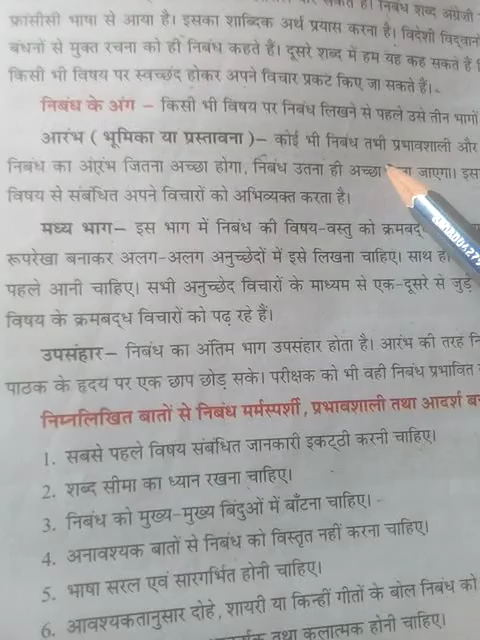 निबंध शब्द अंग्रेजी
फ्रांसीसी भाषा से आया है। इसका शाब्दिक अर्थ प्रयास करना है। विदेशी विद्वानों
बंधनों से मुक्त रचना को ही निबंध कहते हैं। दूसरे शब्द में हम यह कह सकते हैं
किसी भी विषय पर स्वच्छंद होकर अपने विचार प्रकट किए जा सकते हैं।
निबंध के अंग – किसी भी विषय पर निबंध लिखने से पहले उसे तीन भागों
आरंभ ( भूमिका या प्रस्तावना )– कोई भी निबंध तभी प्रभावशाली और
निबंध का आरंभ जितना अच्छा होगा, निबंध उतना ही अच्छा जाएगा। इस
विषय से संबंधित अपने विचारों को अभिव्यक्त करता है।
मध्य भाग– इस भाग में निबंध की विषय-वस्तु को
रूपरेखा बनाकर अलग-अलग अनुच्छेदों में इसे लिखना चाहिए। साथ
पहले आनी चाहिए। सभी अनुच्छेद विचारों के माध्यम से एक-दूसरे से जुड़े
विषय के क्रमबद्ध विचारों को पढ़ रहे हैं।
उपसंहार– निबंध का अंतिम भाग उपसंहार होता है। आरंभ की तरह
पाठक के हृदय पर एक छाप छोड़ सके। परीक्षक को भी वही निबंध प्रभावित
निम्नलिखित बातों से निबंध मर्मस्पर्शी, प्रभावशाली तथा आदर्श
1. सबसे पहले विषय संबंधित जानकारी इकट्ठी करनी चाहिए।
2. शब्द सीमा का ध्यान रखना चाहिए।
3. निबंध को मुख्य-मुख्य बिंदुओं में बाँटना चाहिए।
4. अनावश्यक बातों से निबंध को विस्तृत नहीं करना चाहिए।
5. भाषा सरल एवं सारगर्भित होनी चाहिए।
6. आवश्यकतानुसार दोहे, शायरी या किन्हीं गीतों के बोल निबंध को
तथा कलात्मक होनी चाहिए।